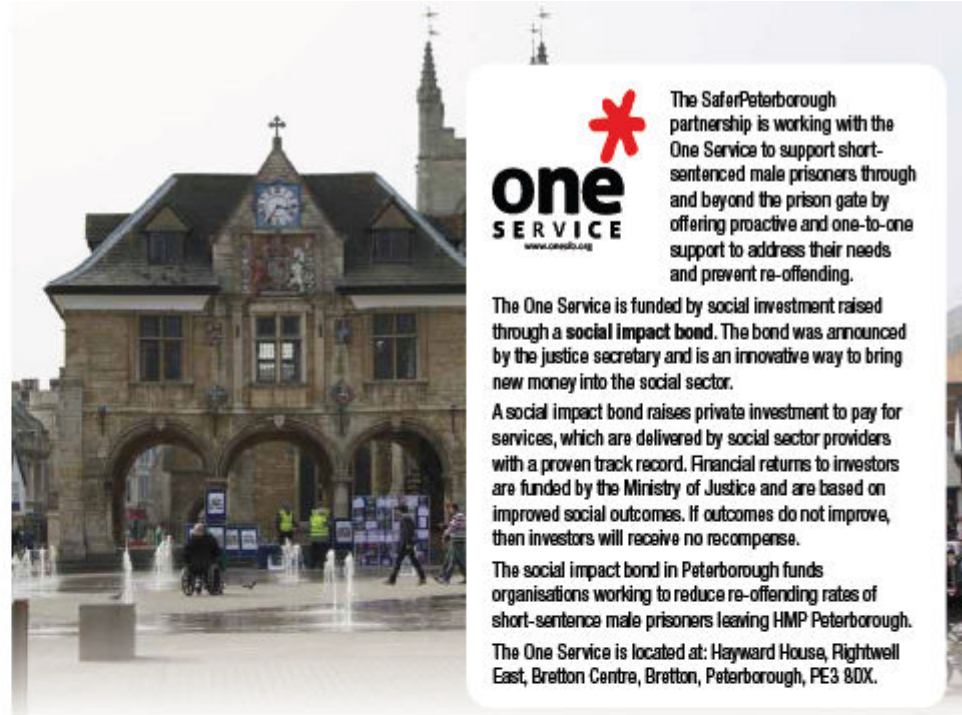 one
SERVICE
www.onesib.org
The SaferPeterborough
partnership is working with the
One Service to support short-
sentenced male prisoners through
and beyond the prison gate by
offering proactive and one-to-one
support to address their needs
and prevent re-offending.
The One Service is funded by social investment raised
through a social impact bond. The bond was announced
by the justice secretary and is an innovative way to bring
new money into the social sector.
A social impact bond raises private investment to pay for
services, which are delivered by social sector providers
with a proven track record. Financial returns to investors
are funded by the Ministry of Justice and are based on
improved social outcomes. If outcomes do not improve,
then investors will receive no recompense.
The social impact bond in Peterborough funds
organisations working to reduce re-offending rates of
short-sentence male prisoners leaving HMP Peterborough.
The One Service is located at: Hayward House, Rightwell
East, Bretton Centre, Bretton, Peterborough, PE3 8DX.